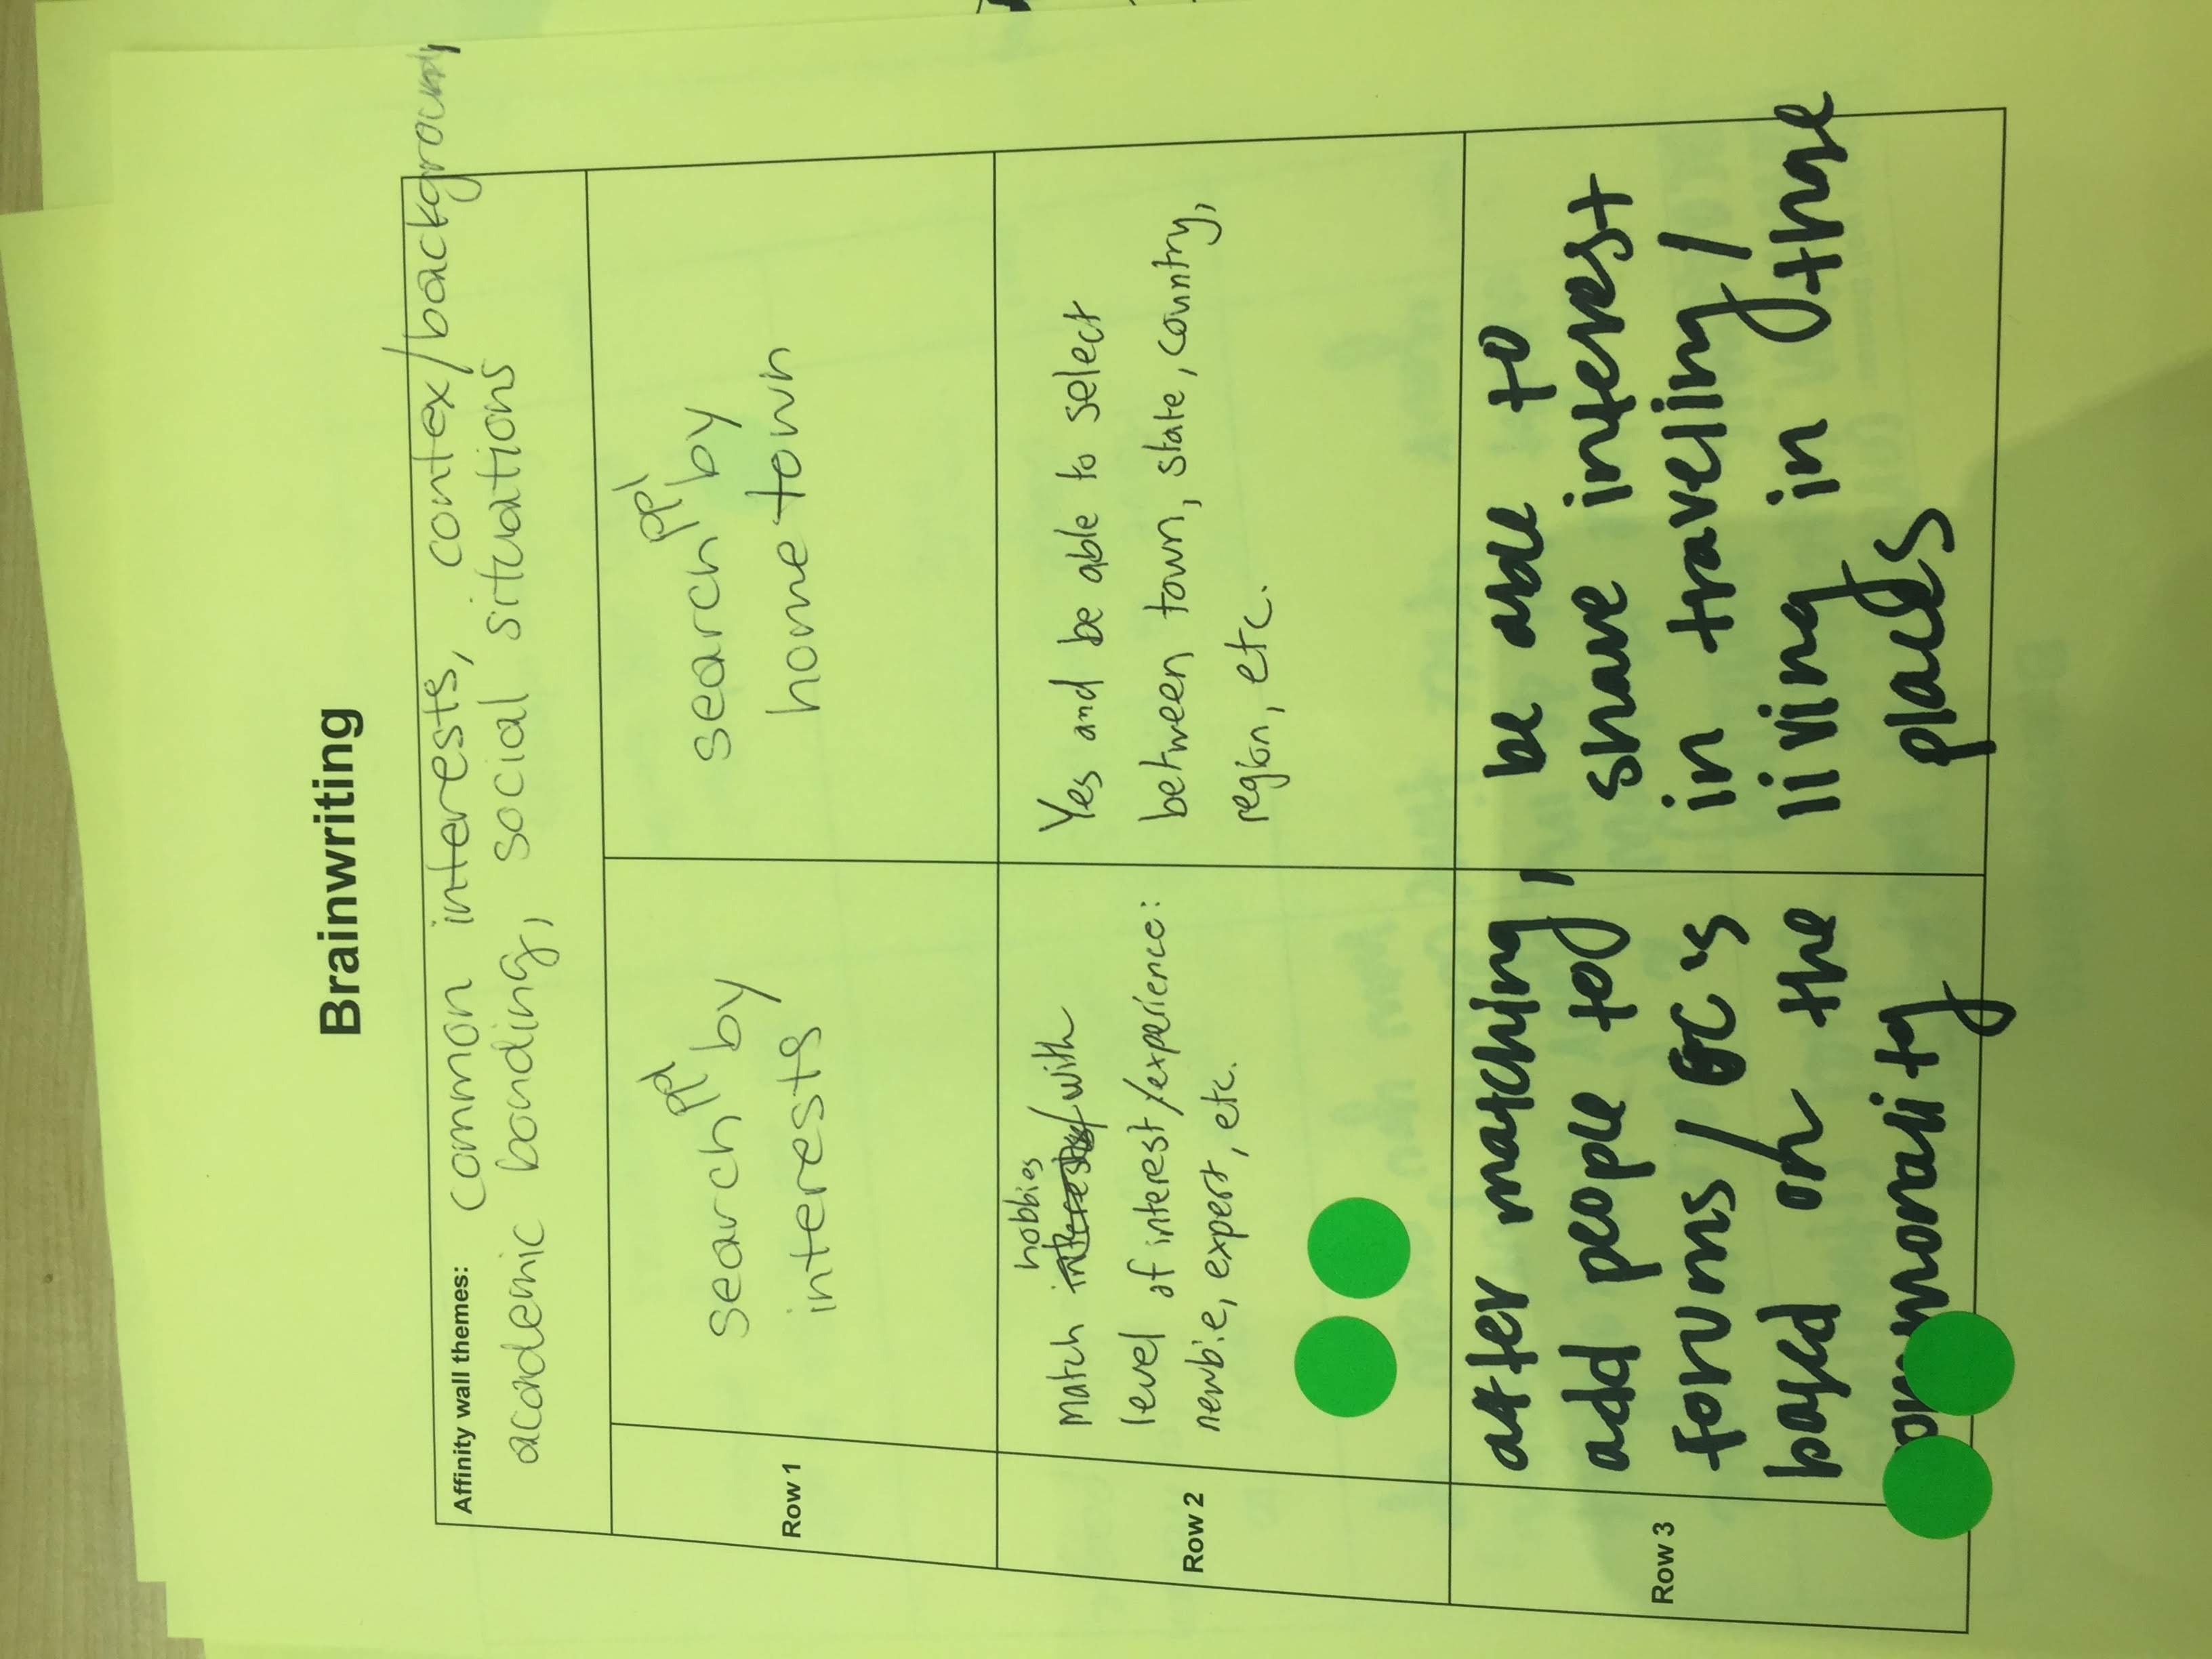 Brainwriting
Affinity wall themes: common interests, contex/background,
academic bonding, social situations
Row 1
search ppl by
interests
search ppl by
hometown
Row 2
hobbies
Match interests/with
level of interest/experience:
newbie, expert, etc.
Yes and be able to select
between town, state, country,
region, etc.
Row 3
after matching,
add people to
forums/GC's
based on the
be able to
share interest
in traveling/
living in those
places